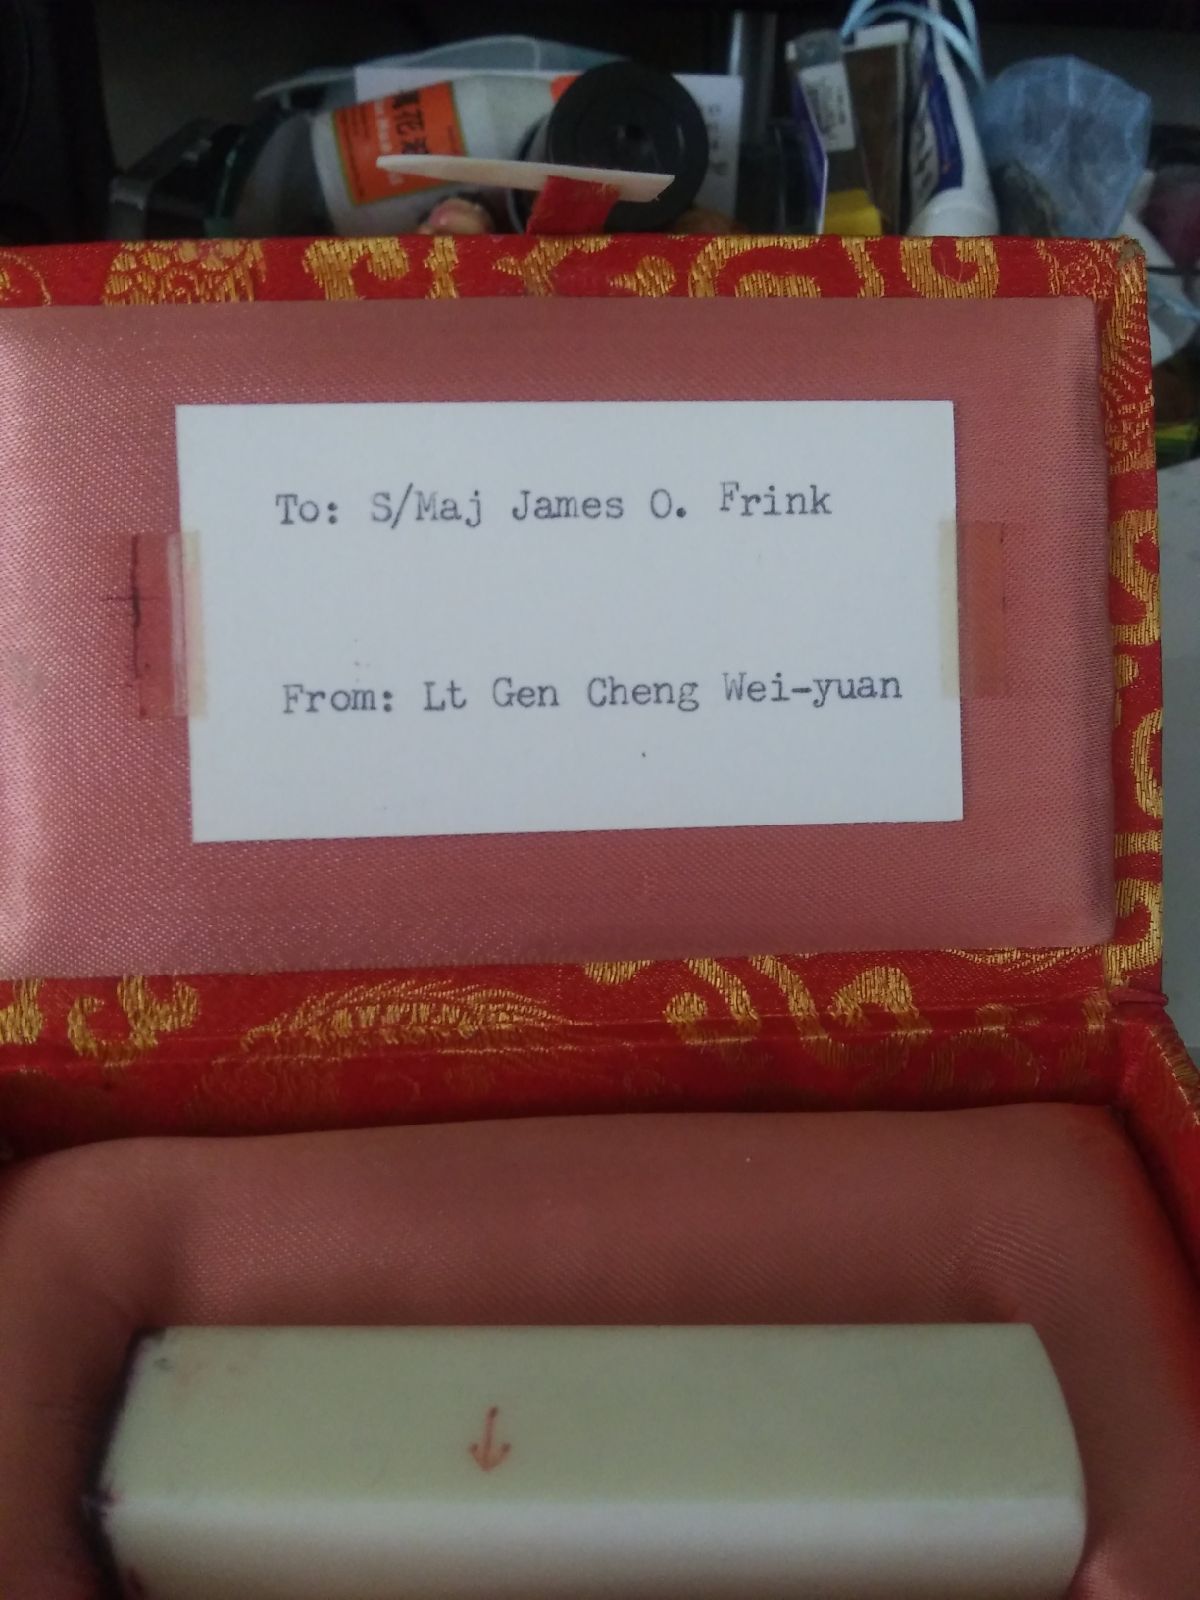 To: S/Maj James O. Frink
From: Lt Gen Cheng Wei-yuan